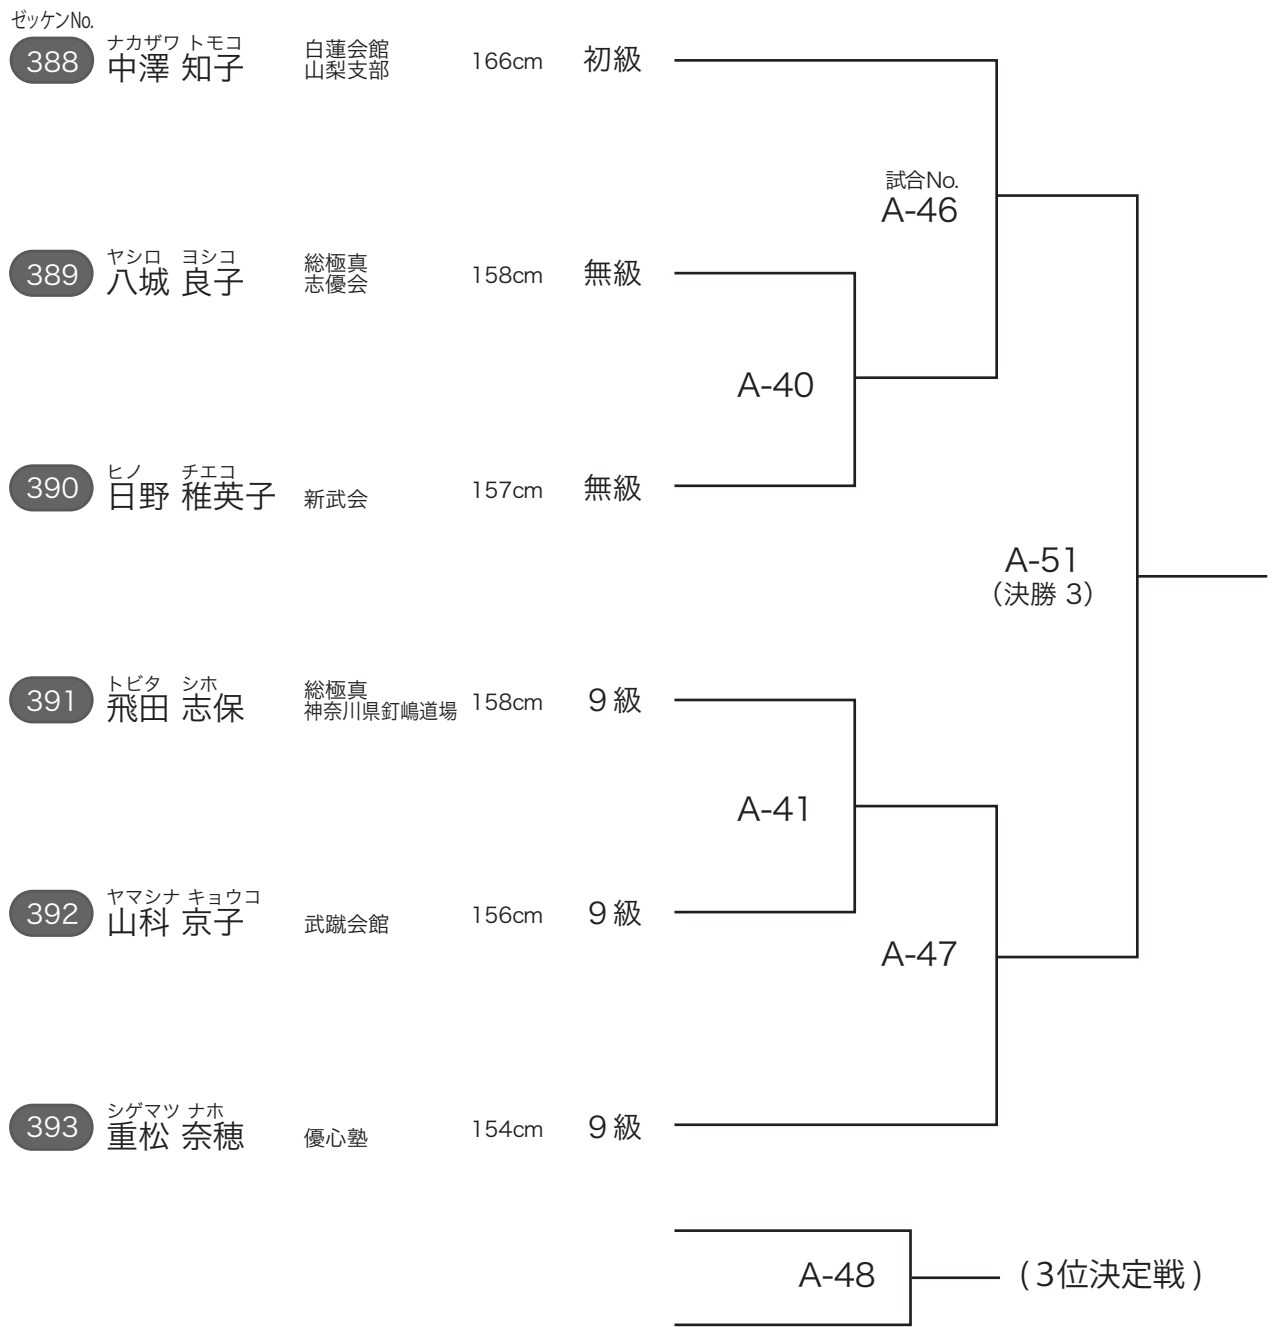 ゼッケンNo.
388
ナカザワ トモコ
中澤 知子
白蓮会館
山梨支部
166cm
初級
試合No.
A-46
389
ヤシロ ヨシコ
八城 良子
総極真
志優会
158cm
無級
A-40
390
ヒノ チエコ
日野 稚英子
新武会
157cm
無級
A-51
(決勝 3)
391
トビタ シホ
飛田 志保
総極真
神奈川県釘嶋道場
158cm
9級
A-41
392
ヤマシナ キョウコ
山科 京子
武蹴会館
156cm
9級
A-47
393
シゲマツ ナホ
重松 奈穂
優心塾
154cm
9級
A-48
(3位決定戦)